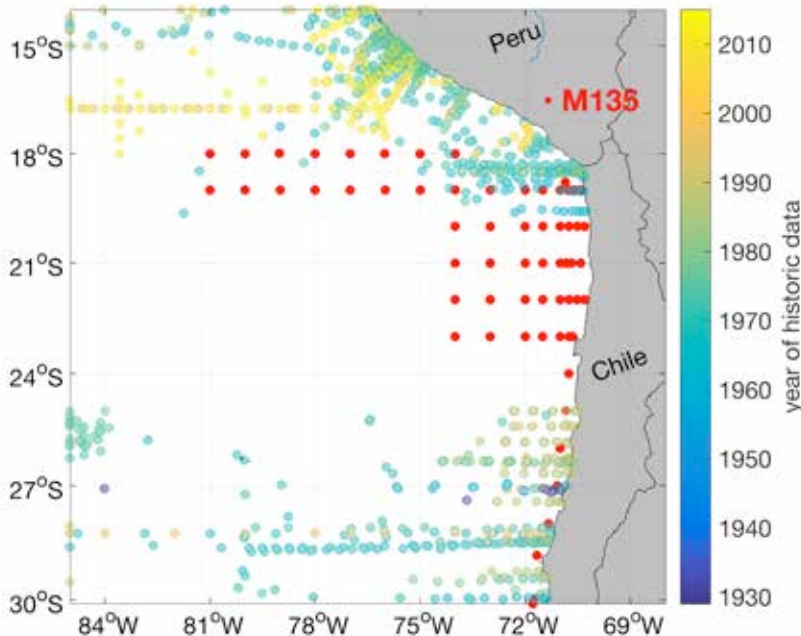 15°S
18°S
21°S
24°S
27°S
30°S
84°W 81°W 78°W 75°W 72°W 69°W
Peru
M135
Chile
2010
2000
1990
1980
1970
1960
1950
1940
1930
year of historic data